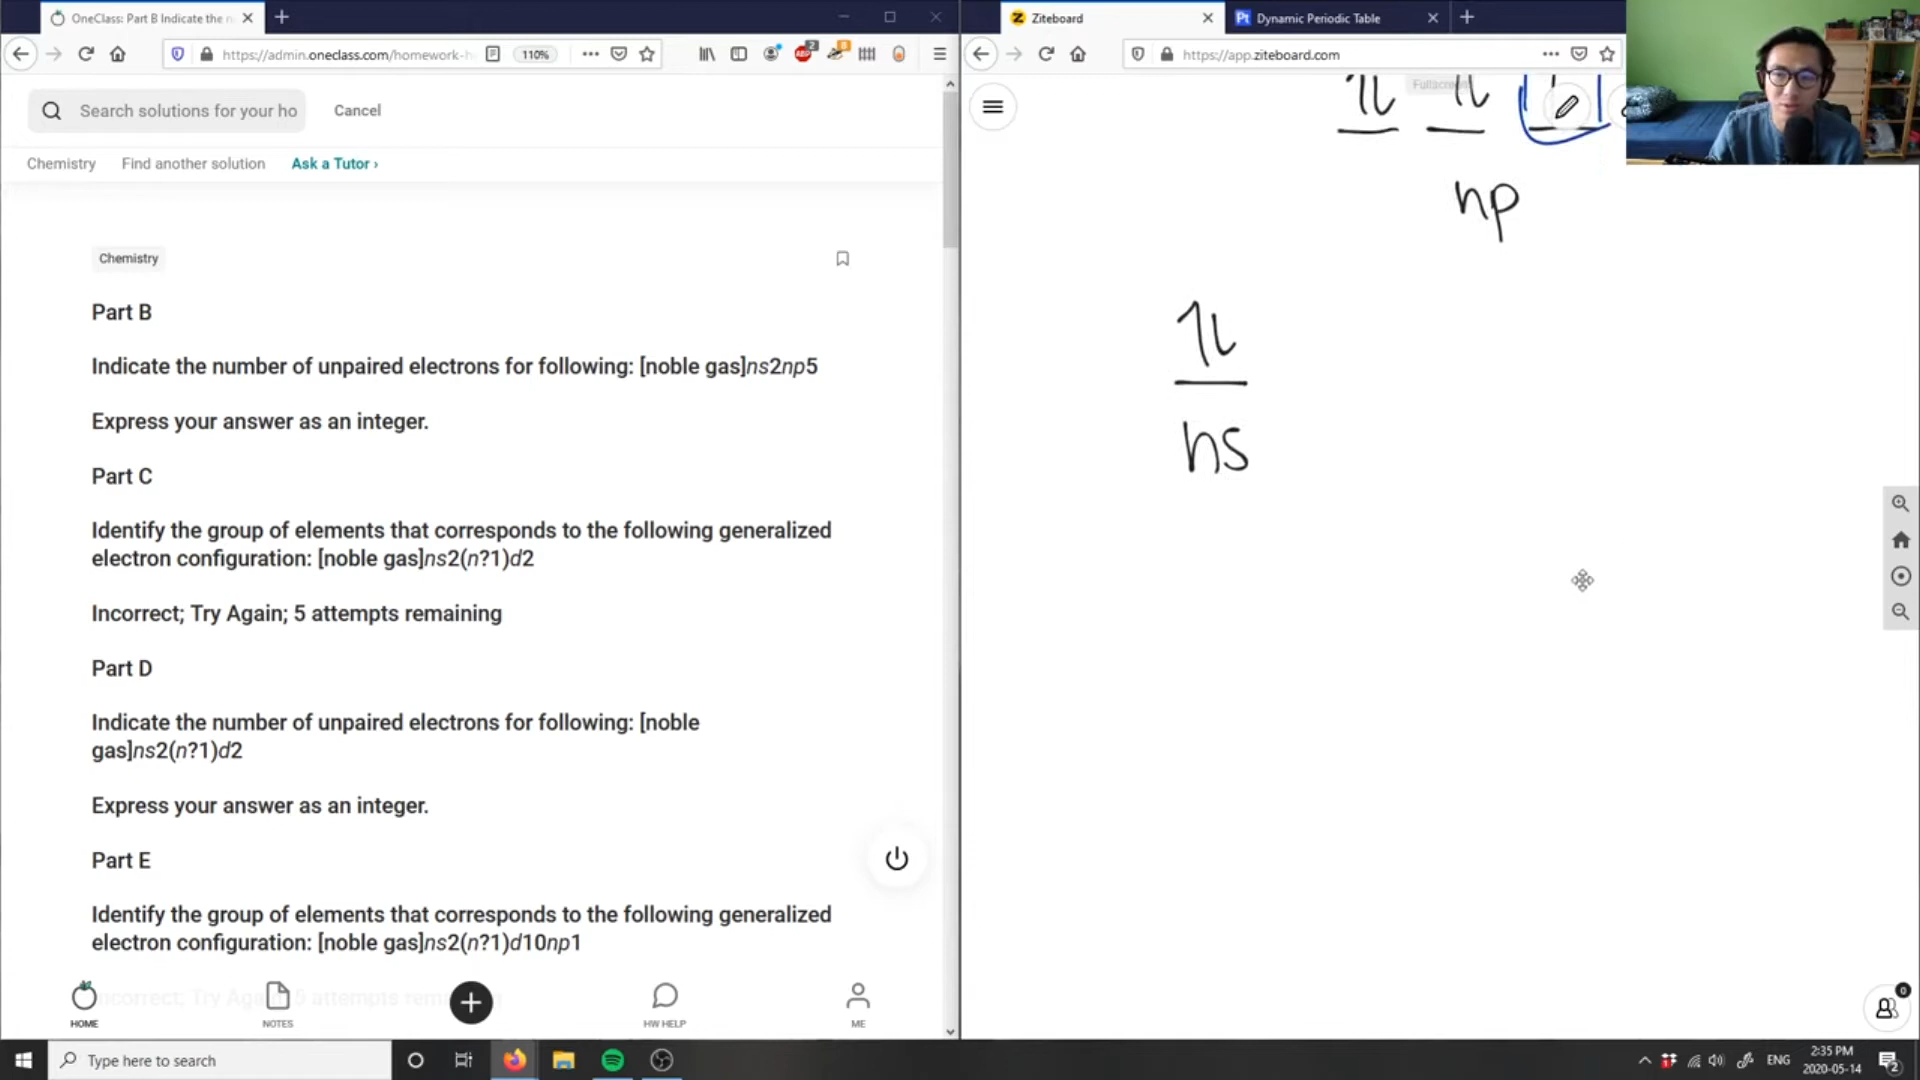 OneClass: Part B Indicate the n
Ziteboard
Dynamic Periodic Table
https://admin.oneclass.com/homework-h
110%
https://app.ziteboard.com
Search solutions for your ho
Cancel
Fullscreen
Chemistry
Find another solution
Ask a Tutor ›
np
Chemistry
Part B
Indicate the number of unpaired electrons for following: [noble gas]ns2np5
Express your answer as an integer.
ns
Part C
Identify the group of elements that corresponds to the following generalized
electron configuration: [noble gas]ns2(n?1)d2
Incorrect; Try Again; 5 attempts remaining
Part D
Indicate the number of unpaired electrons for following: [noble
gas]ns2(n?1)d2
Express your answer as an integer.
Part E
Identify the group of elements that corresponds to the following generalized
electron configuration: [noble gas]ns2(n?1)d10np1
HOME
NOTES
HW HELP
ME
0
Type here to search
ENG
2:35 PM
2020-05-14
2